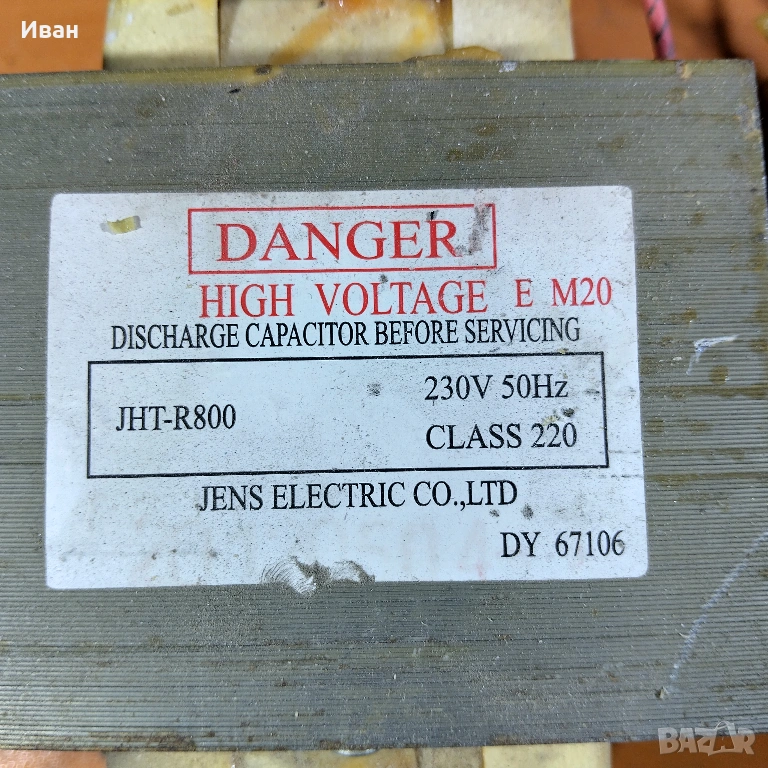 Иван
DANGER
HIGH VOLTAGE E M20
DISCHARGE CAPACITOR BEFORE SERVICING
JHT-R800
230V 50Hz
CLASS 220
JENS ELECTRIC CO.,LTD
DY 67106
BAZAR